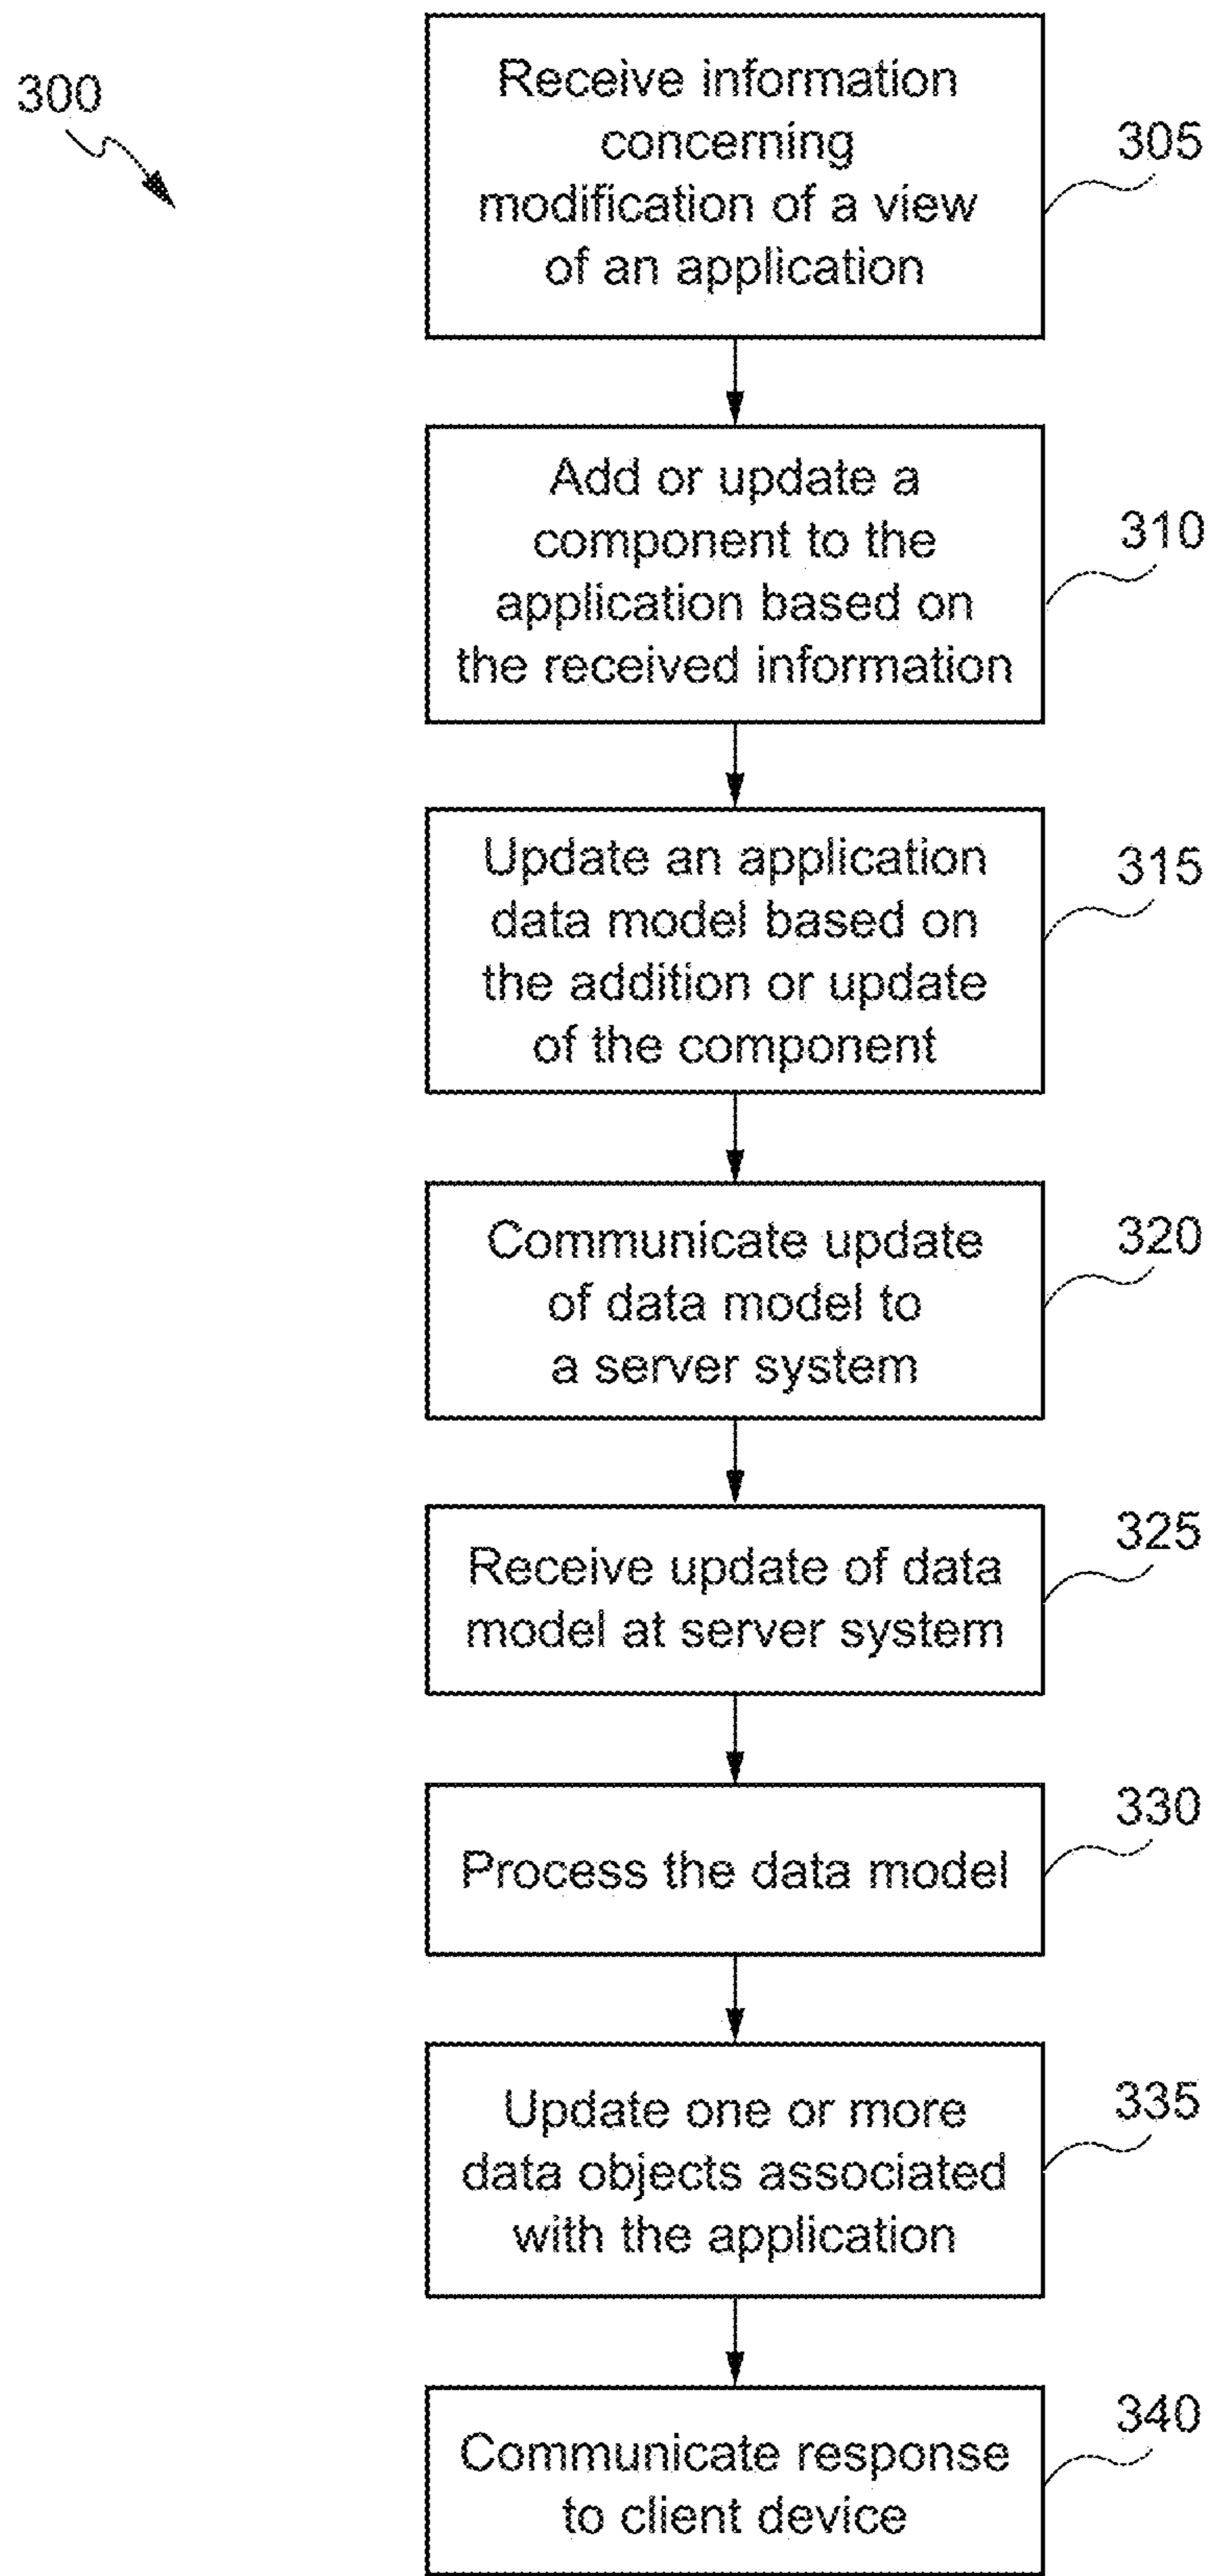 300
Receive information
concerning
modification of a view
of an application
305
Add or update a
component to the
application based on
the received information
310
Update an application
data model based on
the addition or update
of the component
315
Communicate update
of data model to
a server system
320
Receive update of data
model at server system
325
Process the data model
330
Update one or more
data objects associated
with the application
335
Communicate response
to client device
340